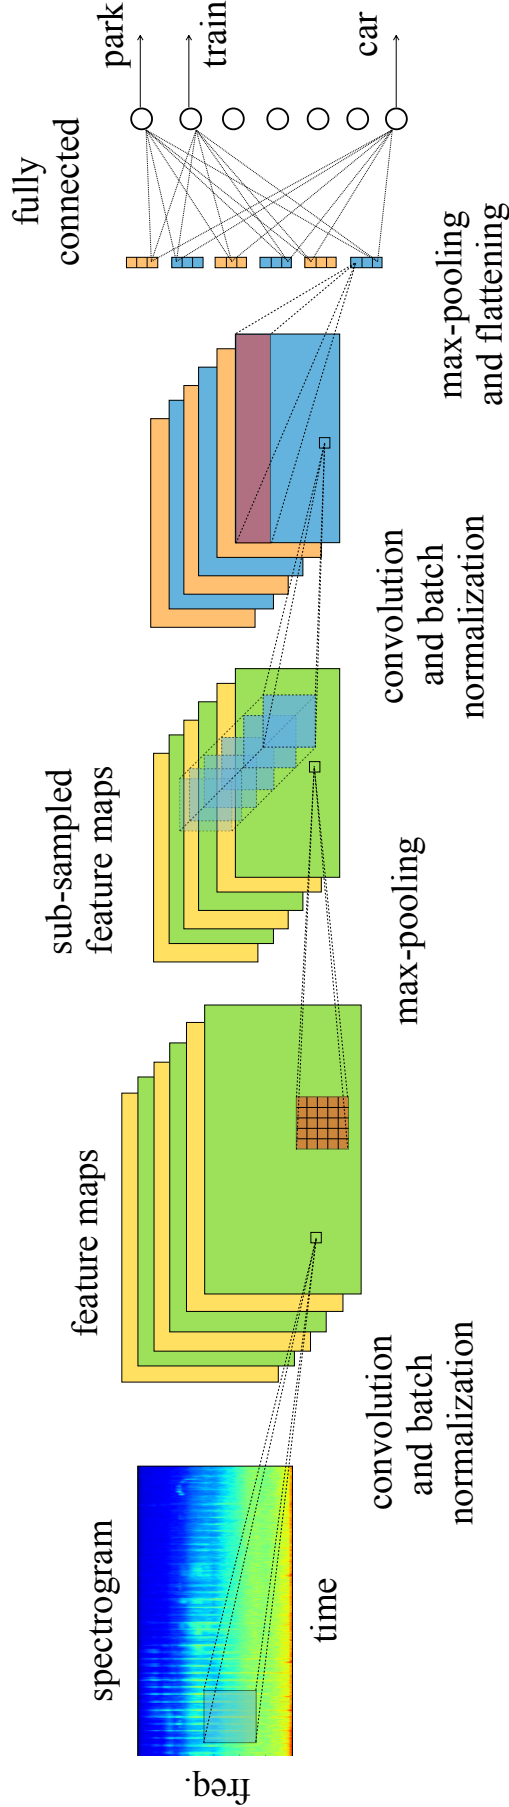 freq.
spectrogram
time
convolution
and batch
normalization
feature maps
max-pooling
sub-sampled
feature maps
convolution
and batch
normalization
max-pooling
and flattening
fully
connected
park
train
car